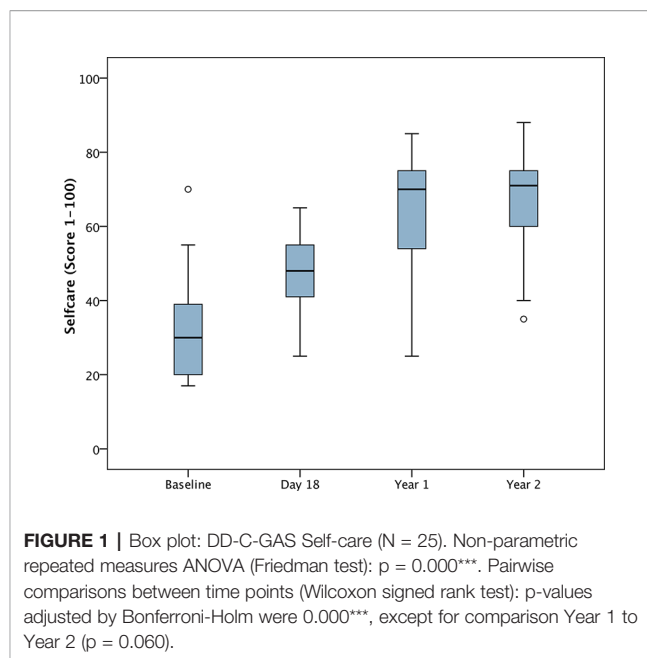 100
80
60
40
20
0
Selfcare (Score 1–100)
Baseline
Day 18
Year 1
Year 2
FIGURE 1 | Box plot: DD-C-GAS Self-care (N = 25). Non-parametric
repeated measures ANOVA (Friedman test): p = 0.000***. Pairwise
comparisons between time points (Wilcoxon signed rank test): p-values
adjusted by Bonferroni-Holm were 0.000***, except for comparison Year 1 to
Year 2 (p = 0.060).